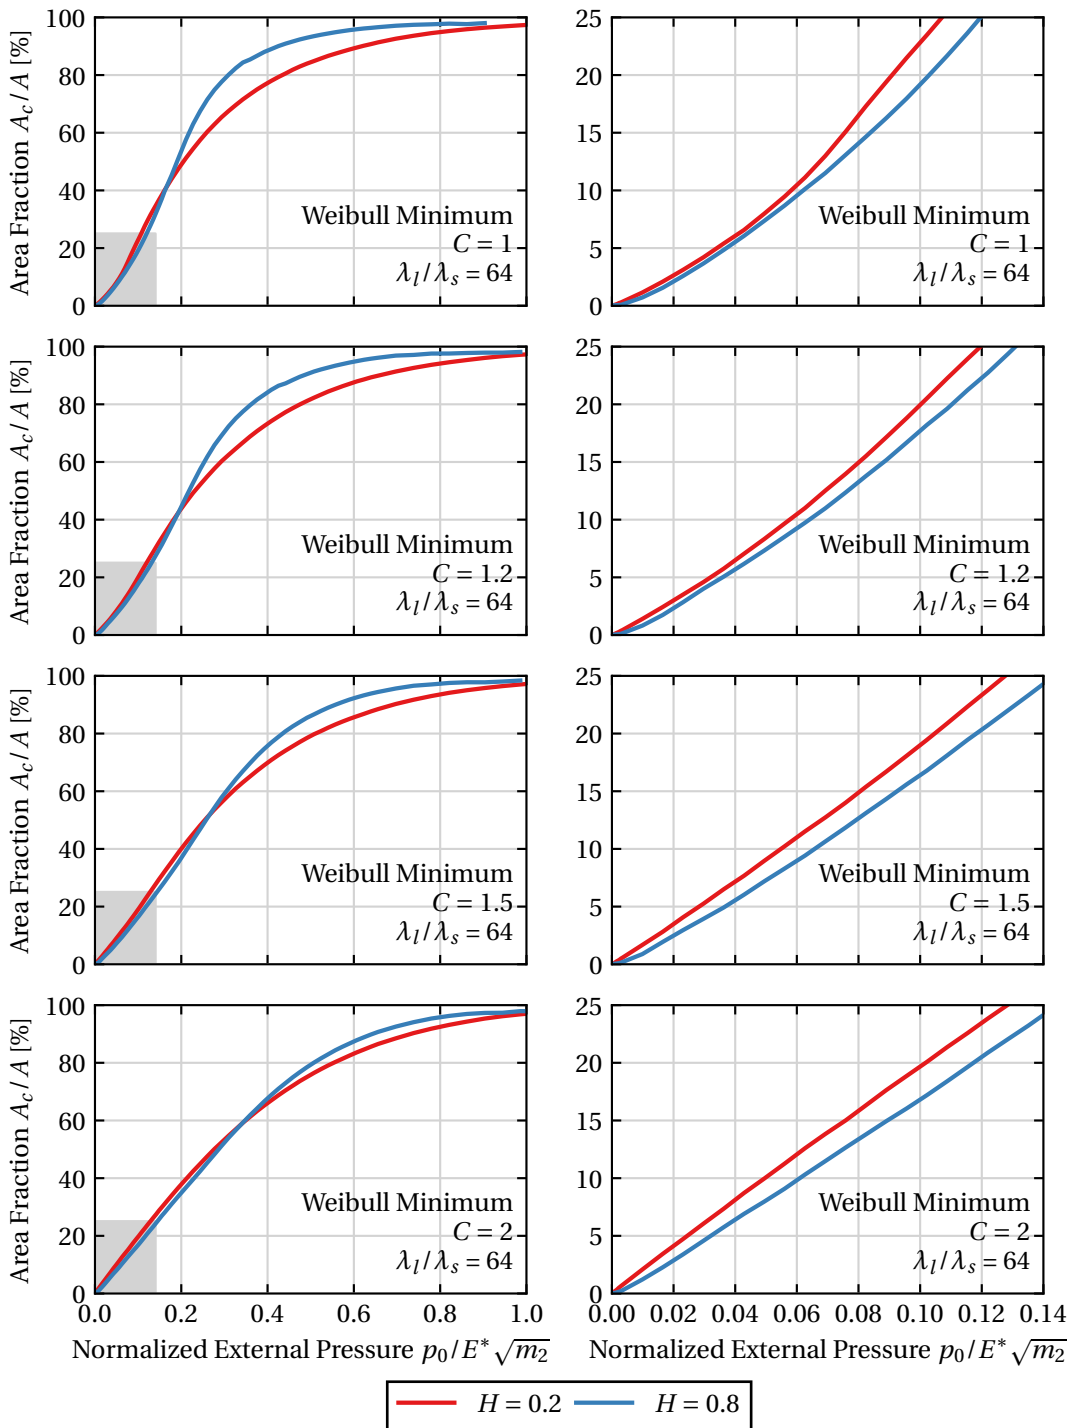 Area Fraction A_c/A [%]
100
80
60
40
20
0
Weibull Minimum
C = 1
λ_l/λ_s = 64
25
20
15
10
5
0
Weibull Minimum
C = 1
λ_l/λ_s = 64
Area Fraction A_c/A [%]
100
80
60
40
20
0
Weibull Minimum
C = 1.2
λ_l/λ_s = 64
25
20
15
10
5
0
Weibull Minimum
C = 1.2
λ_l/λ_s = 64
Area Fraction A_c/A [%]
100
80
60
40
20
0
Weibull Minimum
C = 1.5
λ_l/λ_s = 64
25
20
15
10
5
0
Weibull Minimum
C = 1.5
λ_l/λ_s = 64
Area Fraction A_c/A [%]
100
80
60
40
20
0
Weibull Minimum
C = 2
λ_l/λ_s = 64
0.0 0.2 0.4 0.6 0.8 1.0
Normalized External Pressure p_0/E*√m_2
25
20
15
10
5
0
Weibull Minimum
C = 2
λ_l/λ_s = 64
0.00 0.02 0.04 0.06 0.08 0.10 0.12 0.14
Normalized External Pressure p_0/E*√m_2
H = 0.2 H = 0.8